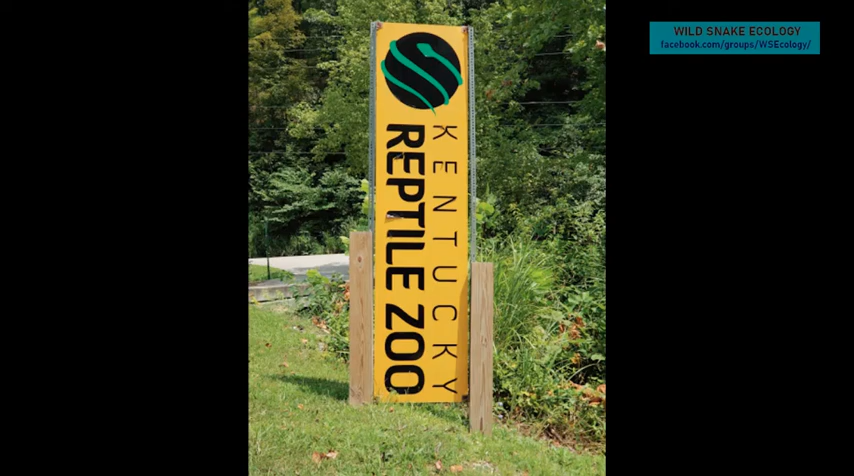 WILD SNAKE ECOLOGY
facebook.com/groups/WSEcology/
KENTUCKY
REPTILE ZOO